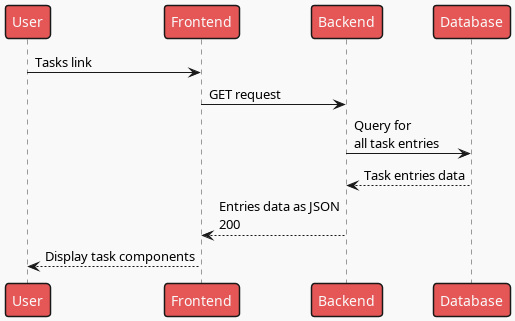 User
Frontend
Backend
Database
Tasks link
GET request
Query for
all task entries
Task entries data
Entries data as JSON
200
Display task components
User
Frontend
Backend
Database